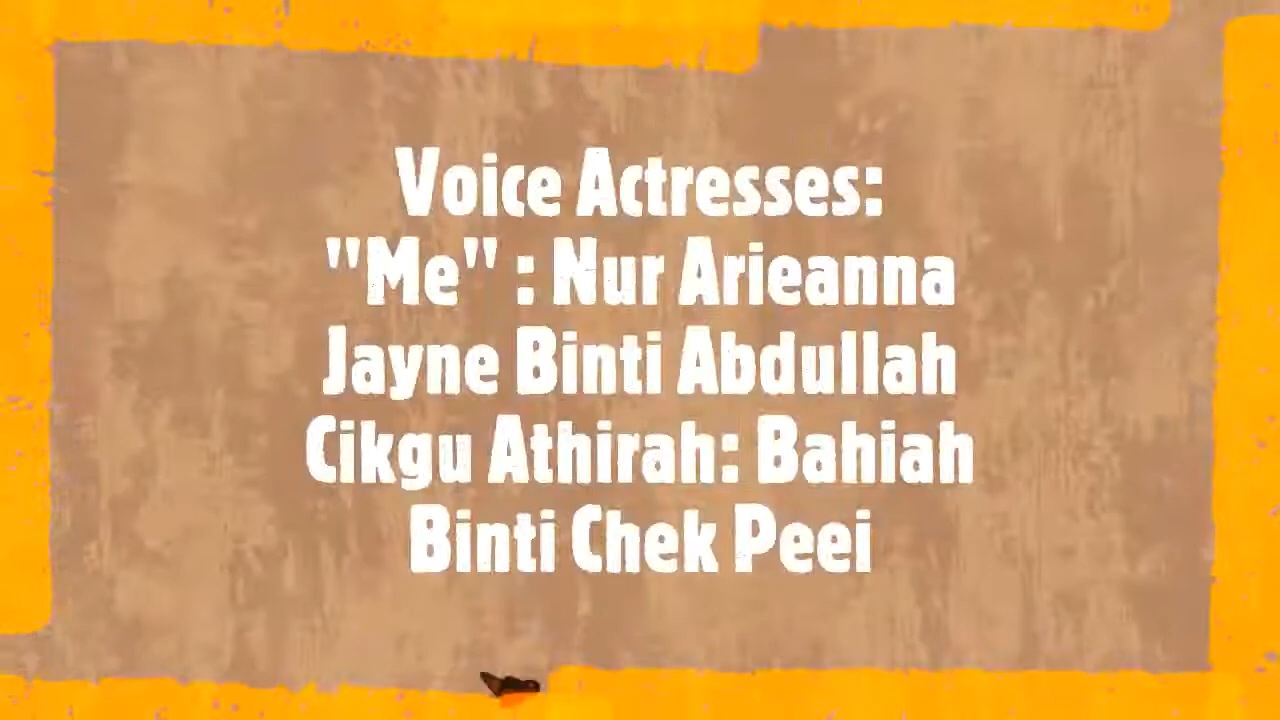 Voice Actresses:
"Me" : Nur Arieanna
Jayne Binti Abdullah
Cikgu Athirah: Bahiah
Binti Chek Peei